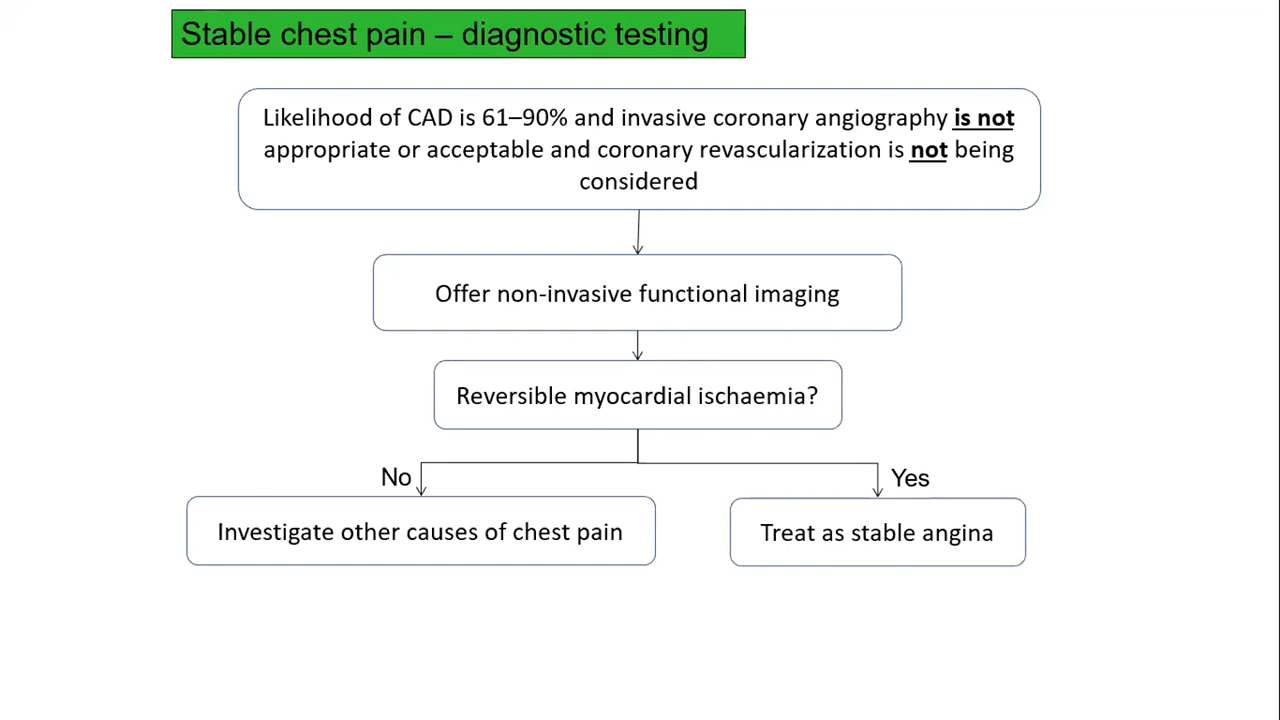 Stable chest pain – diagnostic testing
Likelihood of CAD is 61–90% and invasive coronary angiography is not
appropriate or acceptable and coronary revascularization is not being
considered
Offer non-invasive functional imaging
Reversible myocardial ischaemia?
No
Yes
Investigate other causes of chest pain
Treat as stable angina